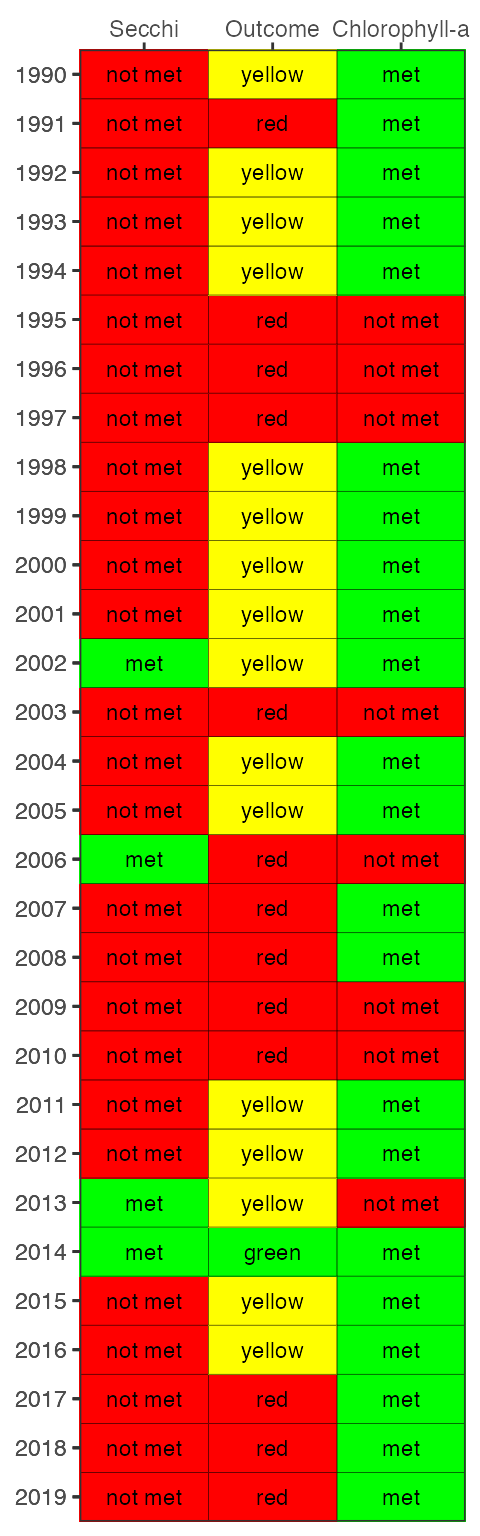 Secchi Outcome Chlorophyll-a
1990 not met yellow met
1991 not met red met
1992 not met yellow met
1993 not met yellow met
1994 not met yellow met
1995 not met red not met
1996 not met red not met
1997 not met red not met
1998 not met yellow met
1999 not met yellow met
2000 not met yellow met
2001 not met yellow met
2002 met yellow met
2003 not met red not met
2004 not met yellow met
2005 not met yellow met
2006 met red not met
2007 not met red met
2008 not met red met
2009 not met red not met
2010 not met red not met
2011 not met yellow met
2012 not met yellow met
2013 met yellow not met
2014 met green met
2015 not met yellow met
2016 not met yellow met
2017 not met red met
2018 not met red met
2019 not met red met